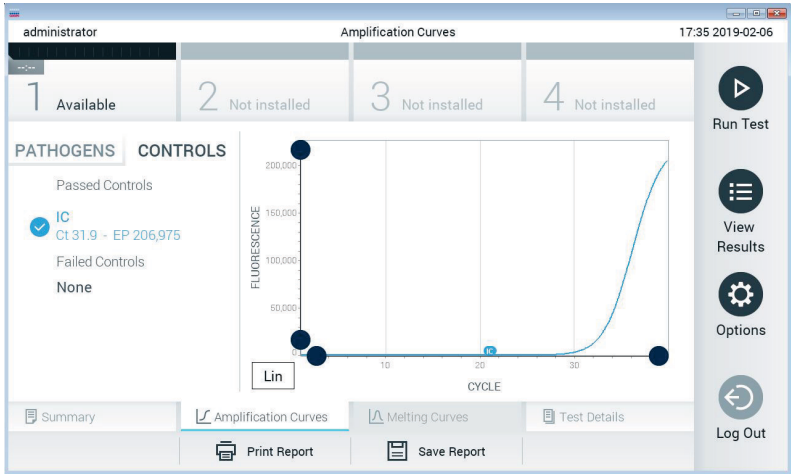 administrator
Amplification Curves
17:35 2019-02-06
--:--
1 Available
2 Not installed
3 Not installed
4 Not installed
Run Test
PATHOGENS
CONTROLS
Passed Controls
IC
Ct 31.9 - EP 206,975
Failed Controls
None
FLUORESCENCE
200,000
150,000
100,000
50,000
0
IC
10
20
30
CYCLE
Lin
View
Results
Options
Log Out
Summary
Amplification Curves
Melting Curves
Test Details
Print Report
Save Report